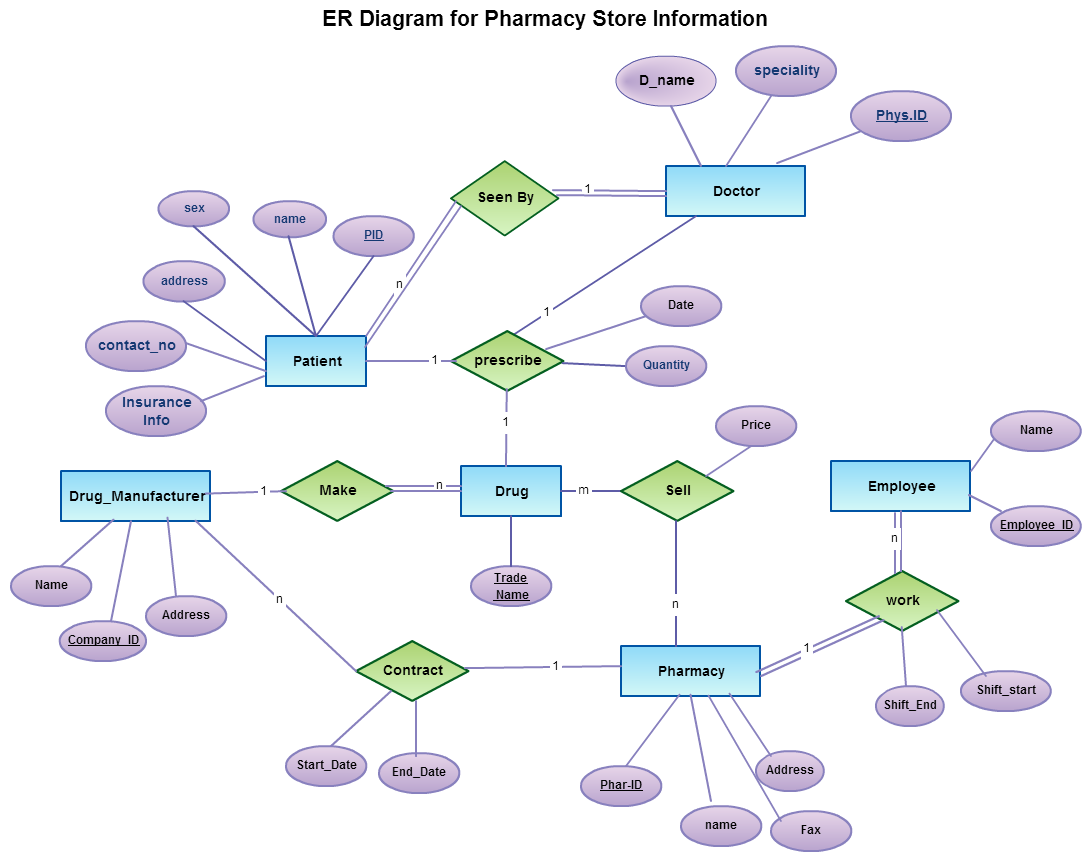 ER Diagram for Pharmacy Store Information
D_name
speciality
Phys.ID
Doctor
Seen By
1
sex
name
PID
n
address
contact_no
Insurance
Info
Patient
1
prescribe
1
Date
Quantity
1
Price
Name
Drug_Manufacturer
1
Make
n
Drug
m
Sell
Employee
Employee_ID
n
Name
Company_ID
Address
Trade
_Name
n
n
work
1
Contract
1
Pharmacy
Shift_End
Shift_start
Start_Date
End_Date
Phar-ID
name
Fax
Address